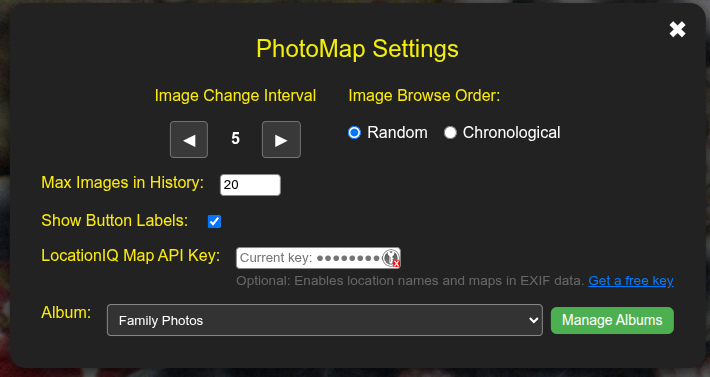 PhotoMap Settings
✖
Image Change Interval
Image Browse Order:
◀ 5 ▶
Random Chronological
Max Images in History: 20
Show Button Labels:
LocationIQ Map API Key: Current key: ●●●●●●●●
Optional: Enables location names and maps in EXIF data. Get a free key
Album: Family Photos Manage Albums